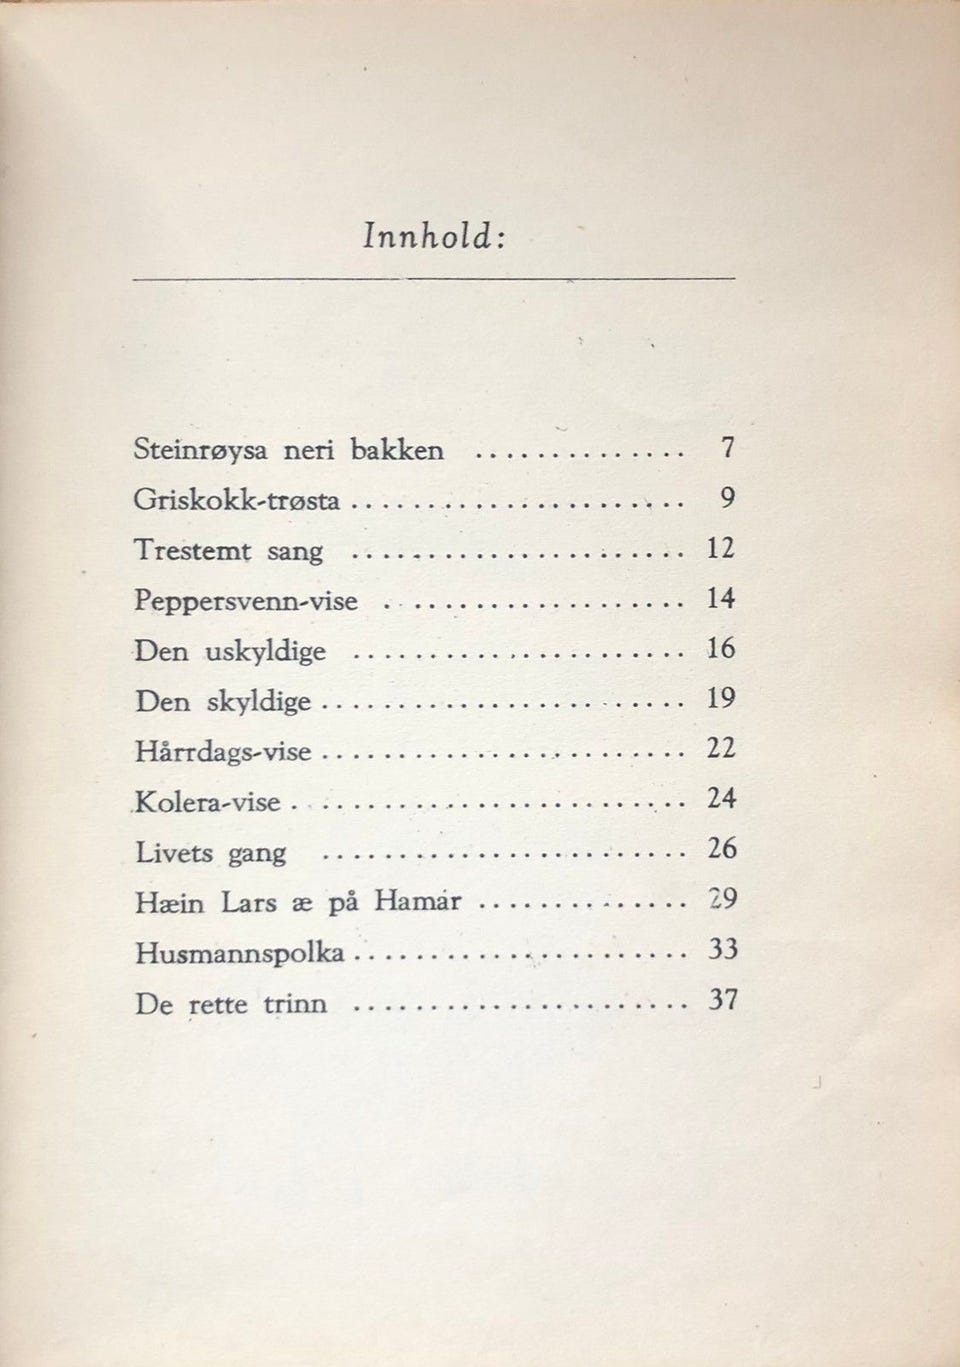 Innhold:
Steinrøysa neri bakken .............. 7
Griskokk-trøsta ...................... 9
Trestemt sang ...................... 12
Peppersvenn-vise .................... 14
Den uskyldige ...................... 16
Den skyldige ........................ 19
Hårrdags-vise ........................ 22
Kolera-vise .......................... 24
Livets gang ........................ 26
Hæin Lars æ på Hamar .............. 29
Husmannspolka ...................... 33
De rette trinn ...................... 37